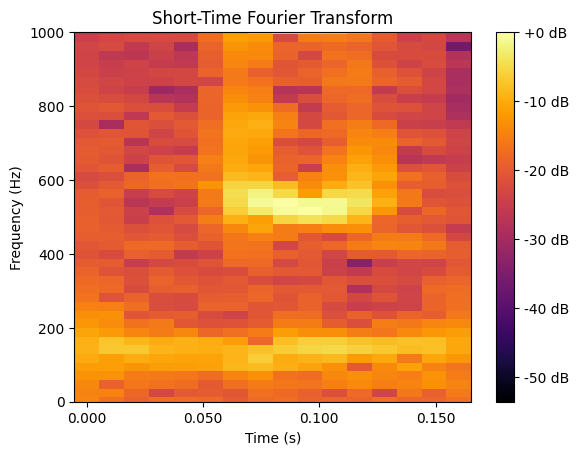 Short-Time Fourier Transform
Frequency (Hz)
1000
800
600
400
200
0
0.000
0.050
0.100
0.150
Time (s)
+0 dB
-10 dB
-20 dB
-30 dB
-40 dB
-50 dB